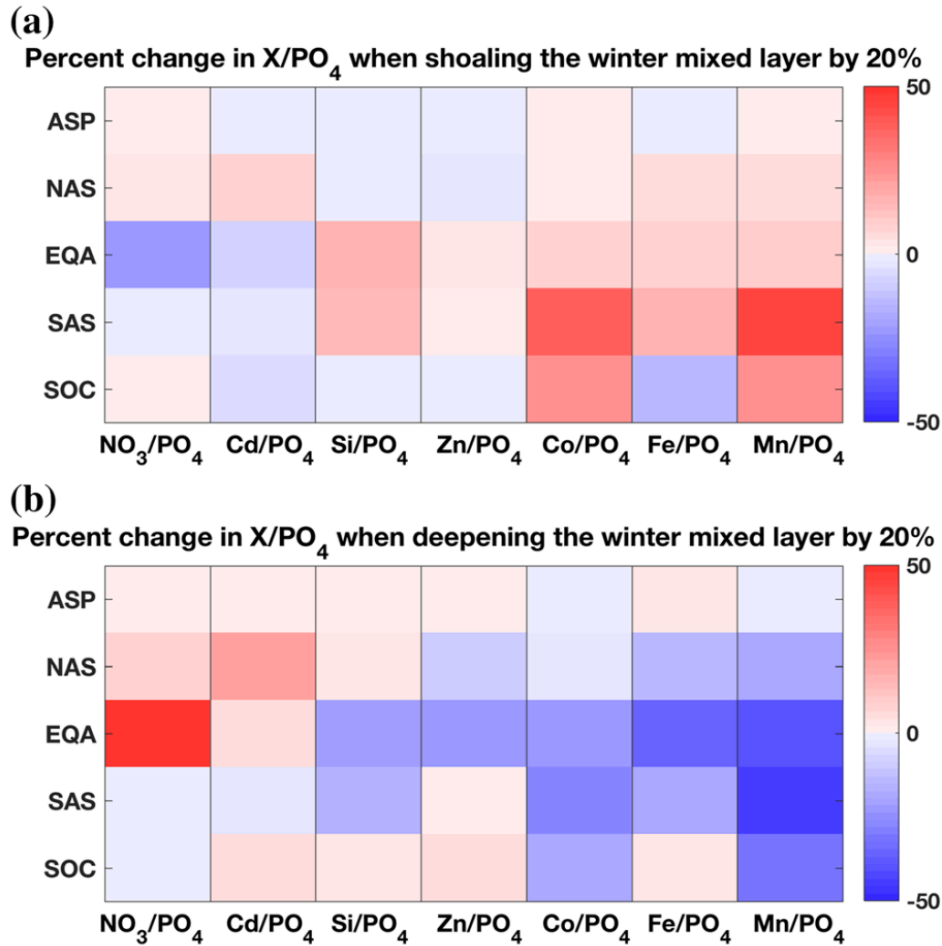 (a)
Percent change in X/PO4 when shoaling the winter mixed layer by 20%
ASP
NAS
EQA
SAS
SOC
50
0
-50
NO3/PO4 Cd/PO4 Si/PO4 Zn/PO4 Co/PO4 Fe/PO4 Mn/PO4
(b)
Percent change in X/PO4 when deepening the winter mixed layer by 20%
ASP
NAS
EQA
SAS
SOC
50
0
-50
NO3/PO4 Cd/PO4 Si/PO4 Zn/PO4 Co/PO4 Fe/PO4 Mn/PO4